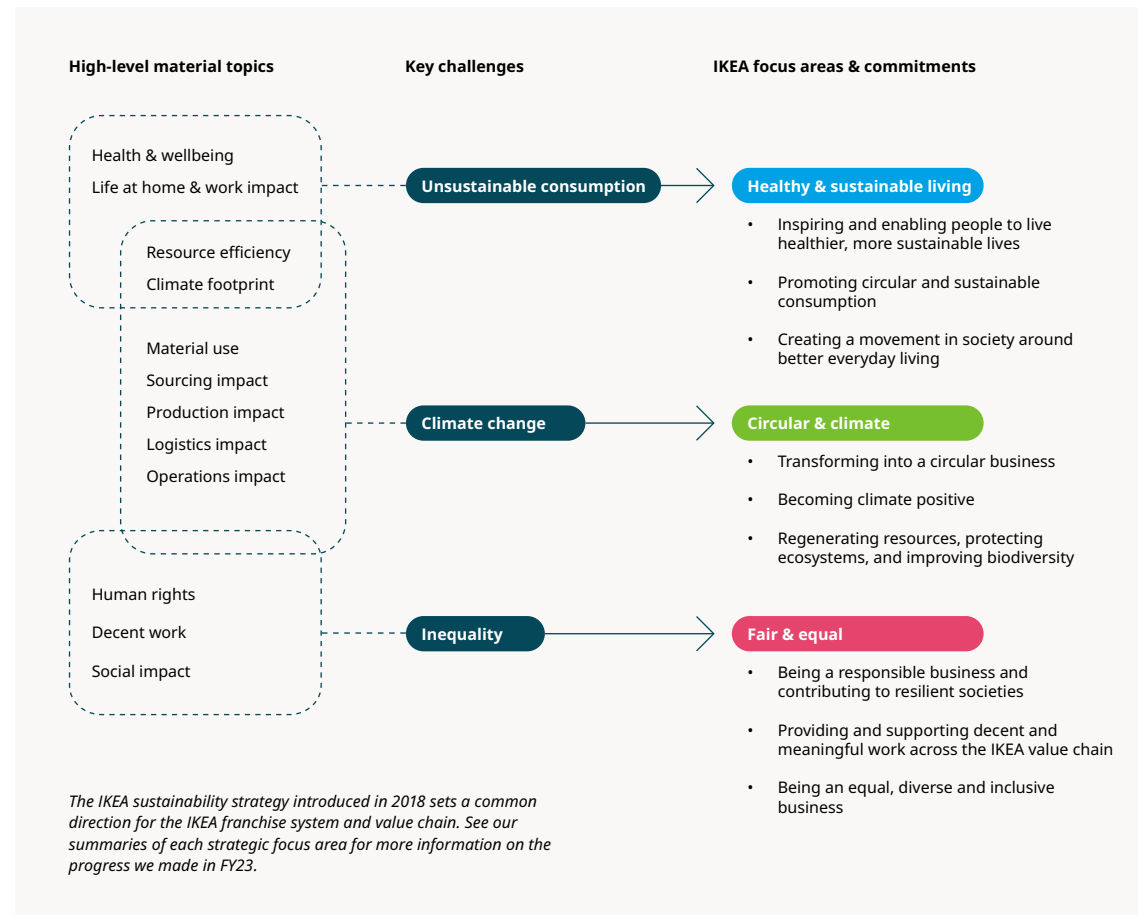 High-level material topics
Key challenges
IKEA focus areas & commitments
Health & wellbeing
Life at home & work impact
Resource efficiency
Climate footprint
Material use
Sourcing impact
Production impact
Logistics impact
Operations impact
Human rights
Decent work
Social impact
Unsustainable consumption
Climate change
Inequality
Healthy & sustainable living
• Inspiring and enabling people to live
healthier, more sustainable lives
• Promoting circular and sustainable
consumption
• Creating a movement in society around
better everyday living
Circular & climate
• Transforming into a circular business
• Becoming climate positive
• Regenerating resources, protecting
ecosystems, and improving biodiversity
Fair & equal
• Being a responsible business and
contributing to resilient societies
• Providing and supporting decent and
meaningful work across the IKEA value chain
• Being an equal, diverse and inclusive
business
The IKEA sustainability strategy introduced in 2018 sets a common
direction for the IKEA franchise system and value chain. See our
summaries of each strategic focus area for more information on the
progress we made in FY23.